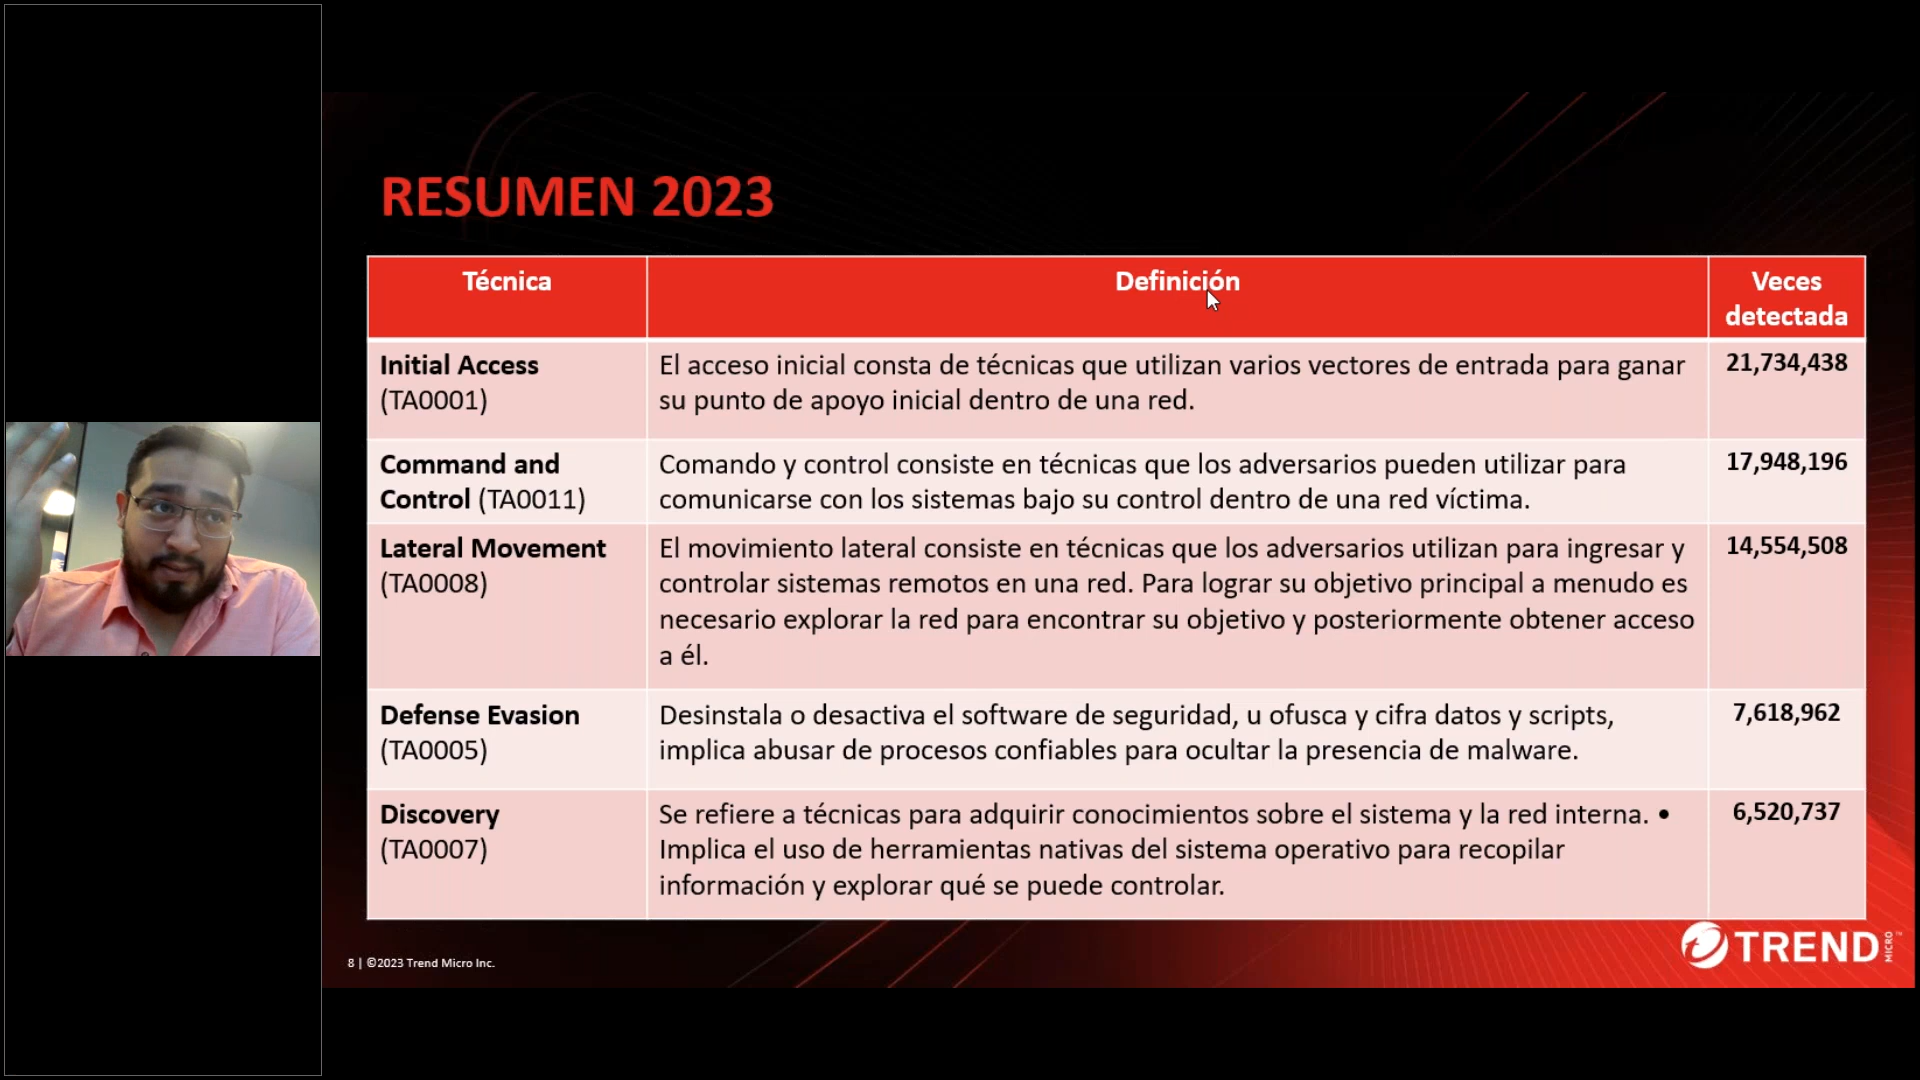 RESUMEN 2023
Técnica
Definición
Veces
detectada
Initial Access
(TA0001)
El acceso inicial consta de técnicas que utilizan varios vectores de entrada para ganar
su punto de apoyo inicial dentro de una red.
21,734,438
Command and
Control (TA0011)
Comando y control consiste en técnicas que los adversarios pueden utilizar para
comunicarse con los sistemas bajo su control dentro de una red víctima.
17,948,196
Lateral Movement
(TA0008)
El movimiento lateral consiste en técnicas que los adversarios utilizan para ingresar y
controlar sistemas remotos en una red. Para lograr su objetivo principal a menudo es
necesario explorar la red para encontrar su objetivo y posteriormente obtener acceso
a él.
14,554,508
Defense Evasion
(TA0005)
Desinstala o desactiva el software de seguridad, u ofusca y cifra datos y scripts,
implica abusar de procesos confiables para ocultar la presencia de malware.
7,618,962
Discovery
(TA0007)
Se refiere a técnicas para adquirir conocimientos sobre el sistema y la red interna. •
Implica el uso de herramientas nativas del sistema operativo para recopilar
información y explorar qué se puede controlar.
6,520,737
8 | ©2023 Trend Micro Inc.
TREND MICRO™